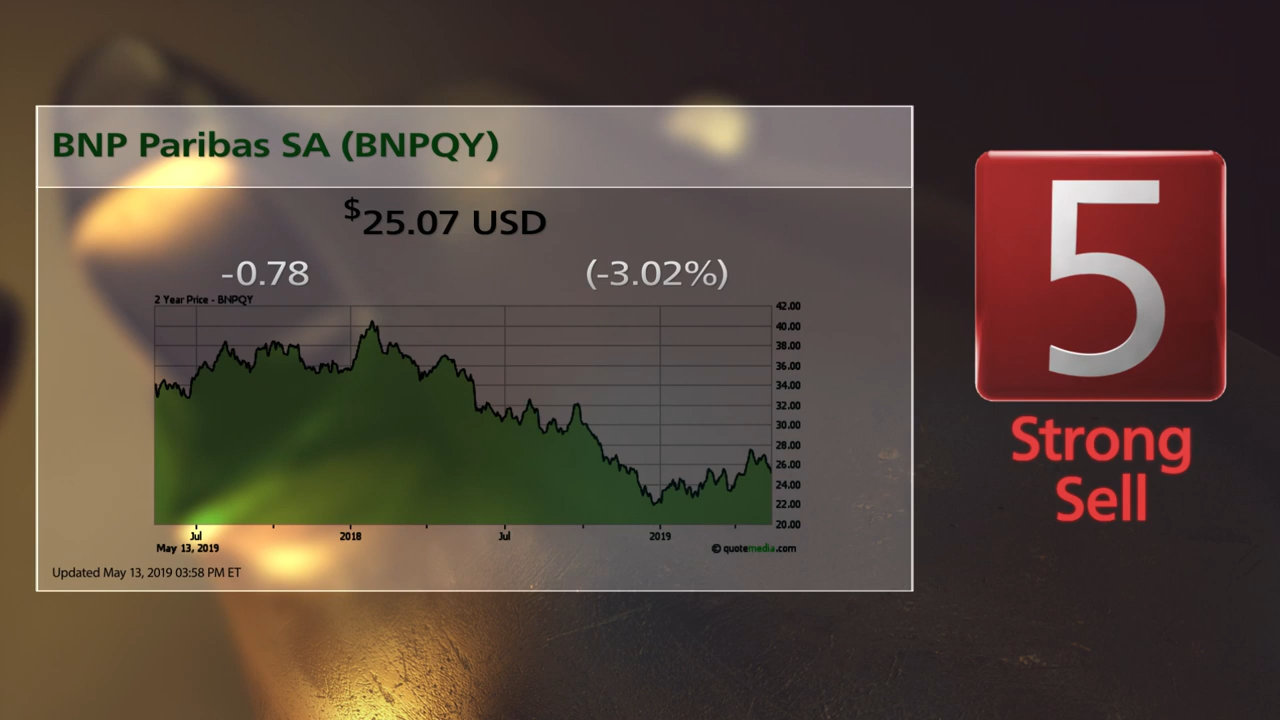 BNP Paribas SA (BNPQY)
$25.07 USD
-0.78 (-3.02%)
2 Year Price - BNPQY
42.00
40.00
38.00
36.00
34.00
32.00
30.00
28.00
26.00
24.00
22.00
20.00
Jul 2018 Jul 2019
May 13, 2019
© quotemedia.com
Updated May 13, 2019 03:58 PM ET
5
Strong
Sell